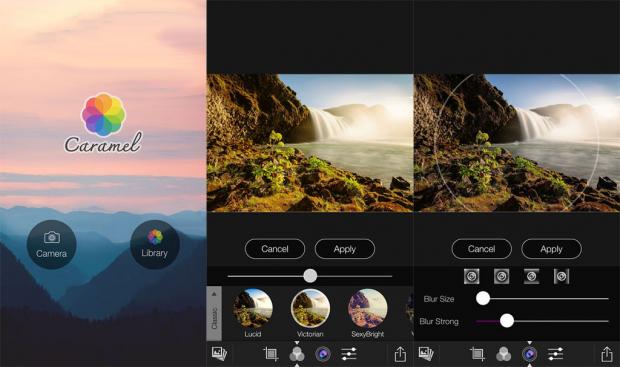 Caramel
Camera
Library
Cancel
Apply
Classic
Lucid
Victorian
SexyBright
Cancel
Apply
Blur Size
Blur Strong